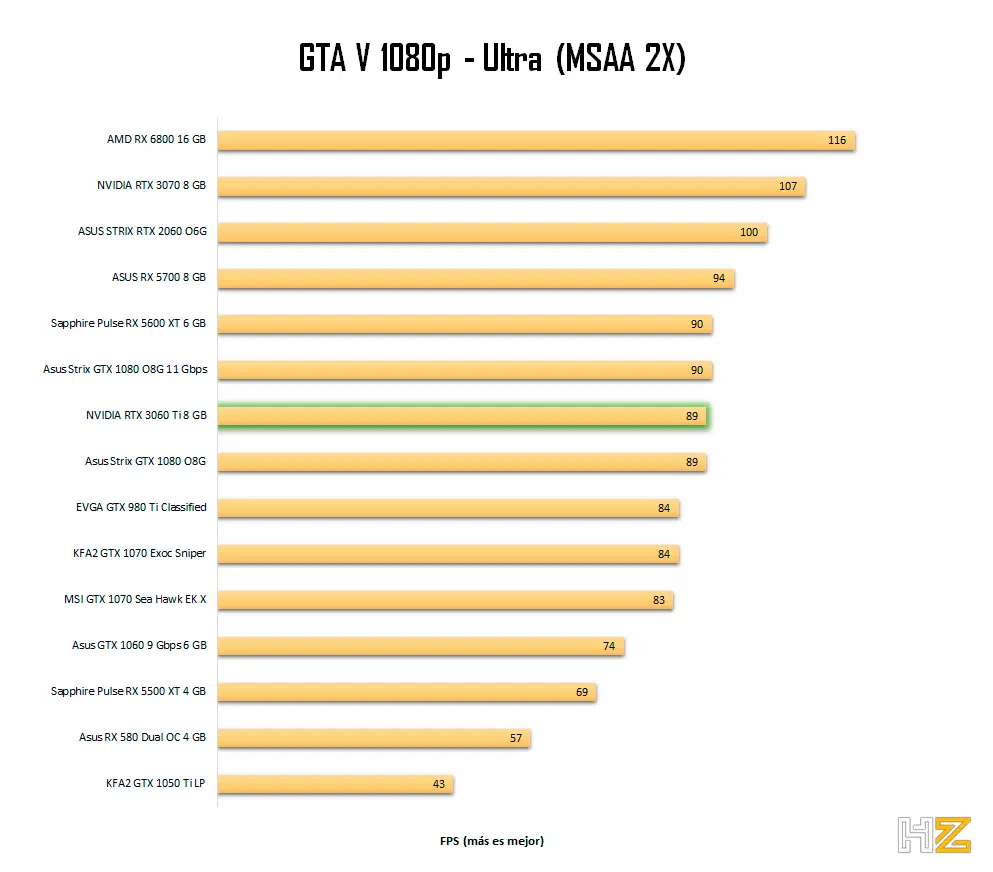 GTA V 1080p - Ultra (MSAA 2X)
AMD RX 6800 16 GB 116
NVIDIA RTX 3070 8 GB 107
ASUS STRIX RTX 2060 O6G 100
ASUS RX 5700 8 GB 94
Sapphire Pulse RX 5600 XT 6 GB 90
Asus Strix GTX 1080 O8G 11 Gbps 90
NVIDIA RTX 3060 Ti 8 GB 89
Asus Strix GTX 1080 O8G 89
EVGA GTX 980 Ti Classified 84
KFA2 GTX 1070 Exoc Sniper 84
MSI GTX 1070 Sea Hawk EK X 83
Asus GTX 1060 9 Gbps 6 GB 74
Sapphire Pulse RX 5500 XT 4 GB 69
Asus RX 580 Dual OC 4 GB 57
KFA2 GTX 1050 Ti LP 43
FPS (más es mejor)
HZ